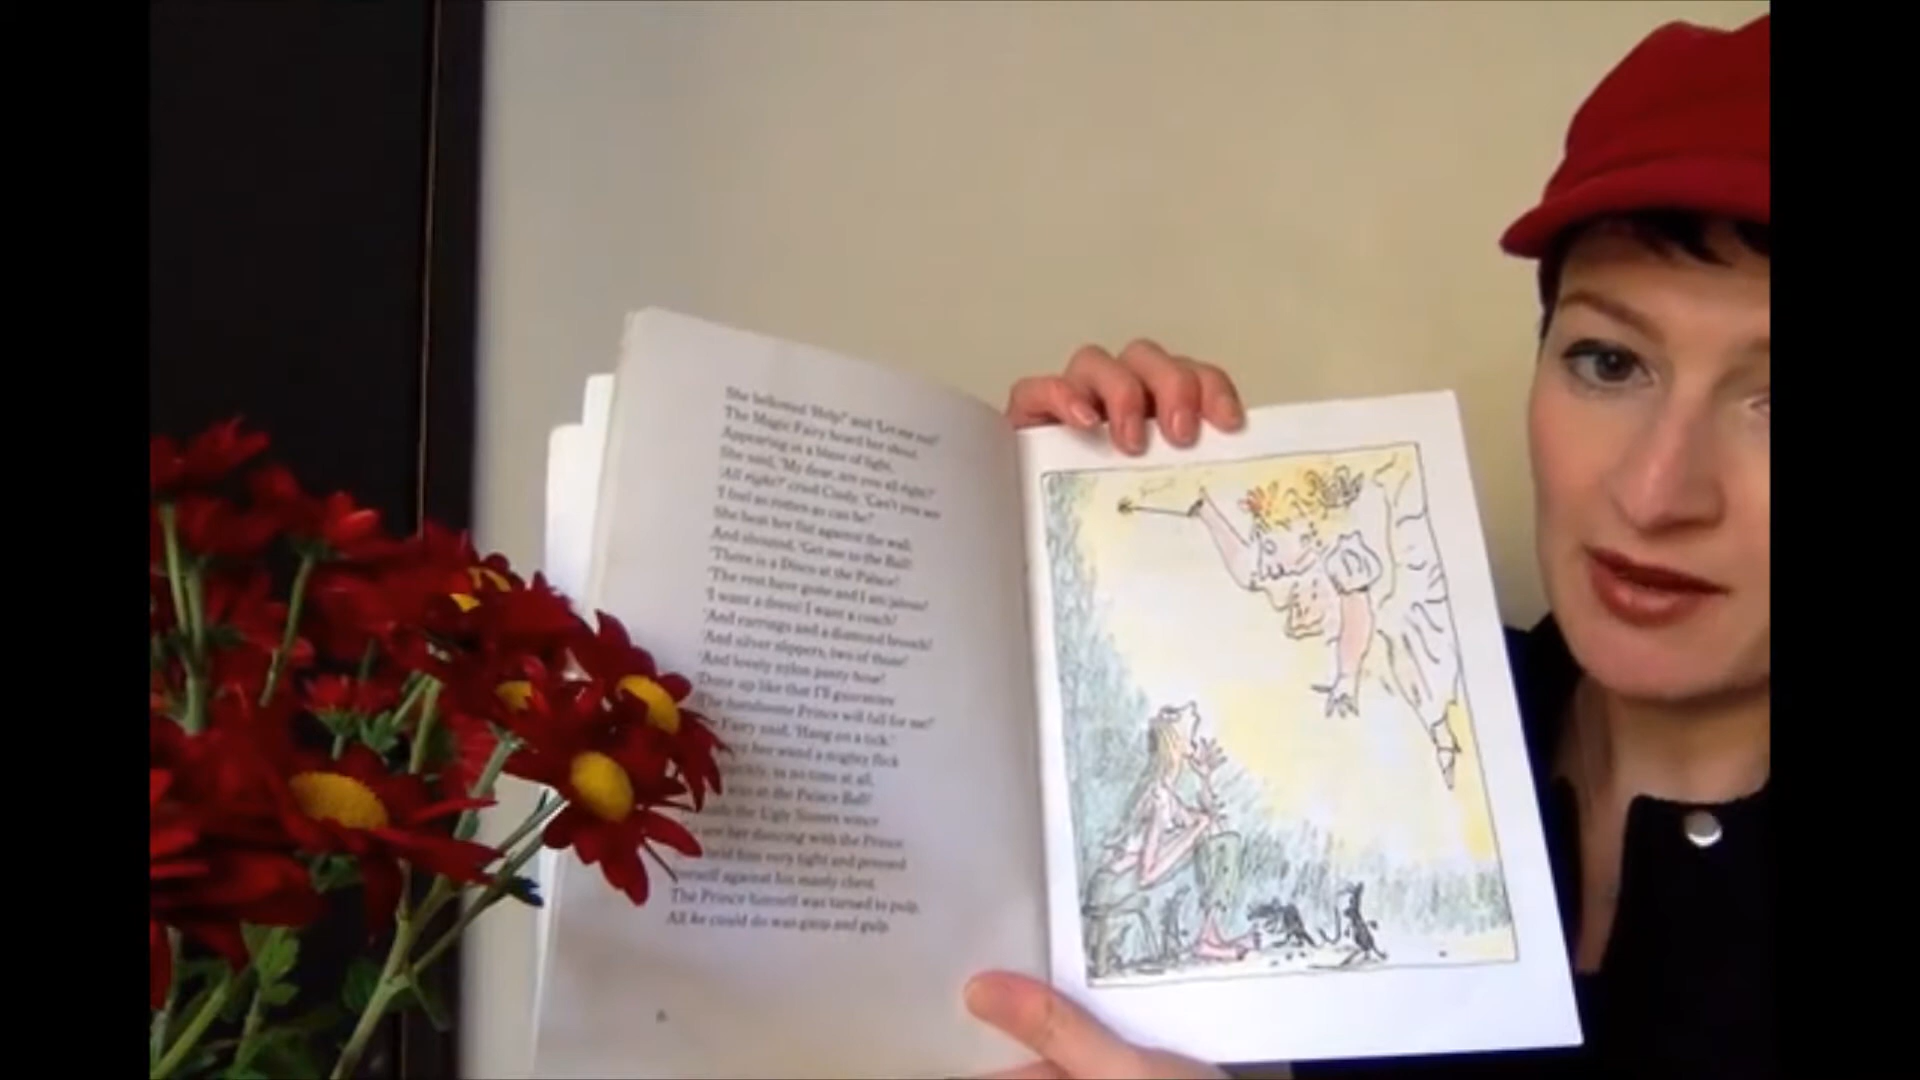 She bellowed 'Help!' and 'Let me out!'
The Magic Fairy heard her shout.
Appearing in a blaze of light,
She said, 'My dear, are you all right?'
'All right?' cried Cindy. 'Can't you see
'I feel as rotten as can be!'
She beat her fist against the wall,
And shouted, 'Get me to the Ball!
'There is a Disco at the Palace!
'The rest have gone and I am jalous!
'I want a dress! I want a coach!
'And earrings and a diamond brooch!
'And silver slippers, two of those!
'And lovely nylon panty hose!
'Done up like that I'll guarantee
'The handsome Prince will fall for me!'
Fairy said, 'Hang on a tick.'
her wand a mighty flick
quickly, in no time at all,
was at the Palace Ball!
the Ugly Sisters wince
her dancing with the Prince
held him very tight and pressed
herself against his manly chest.
The Prince himself was turned to pulp,
All he could do was gasp and gulp.